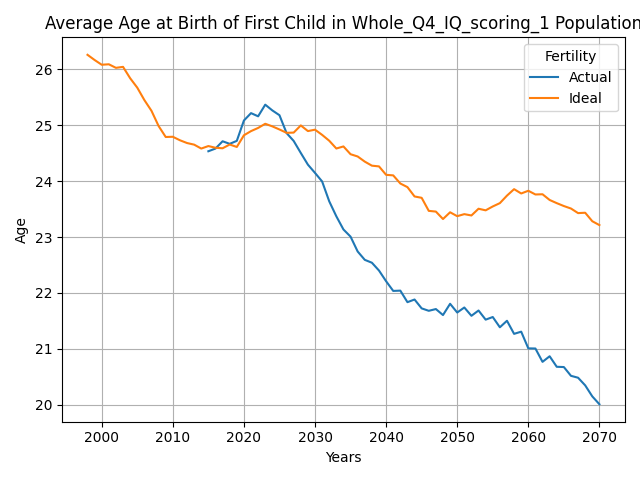 Average Age at Birth of First Child in Whole_Q4_IQ_scoring_1 Population
Fertility
Actual
Ideal
26
25
24
23
22
21
20
Age
2000 2010 2020 2030 2040 2050 2060 2070
Years